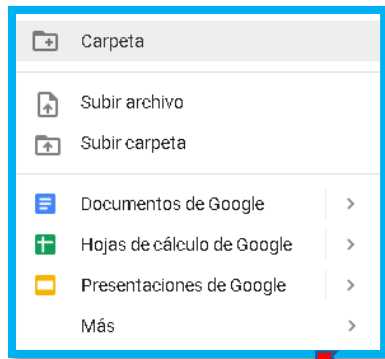 Carpeta
Subir archivo
Subir carpeta
Documentos de Google
Hojas de cálculo de Google
Presentaciones de Google
Más